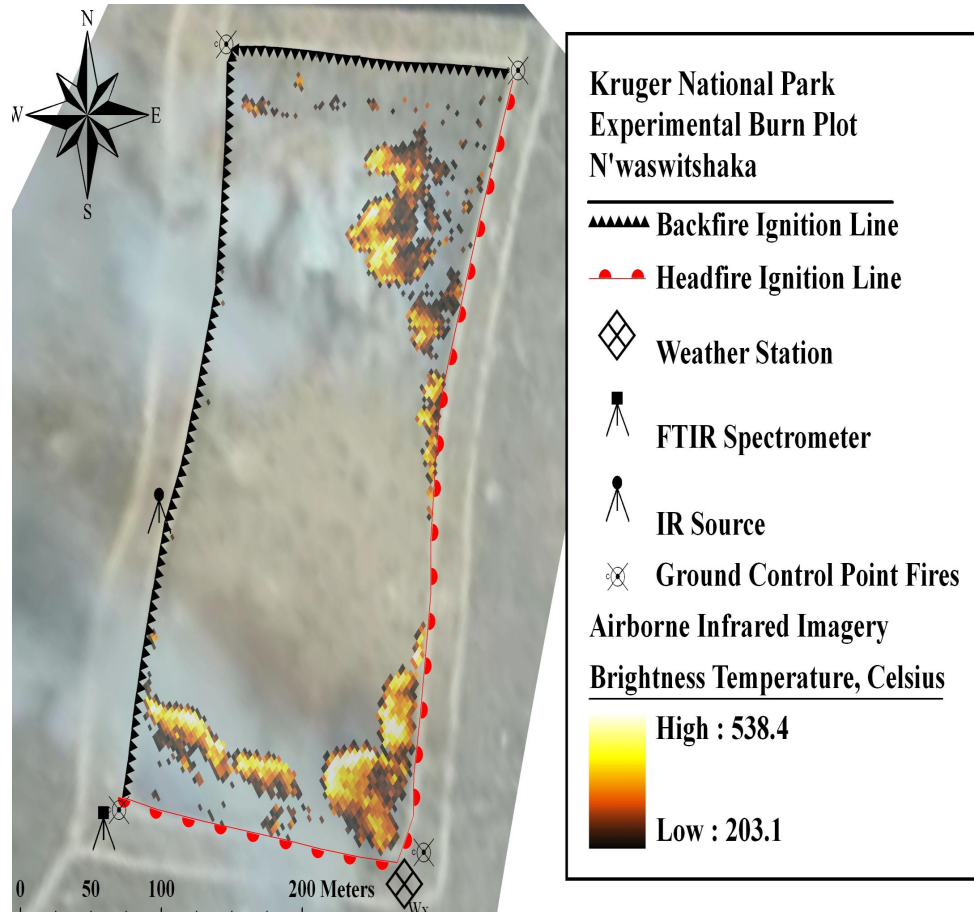 N
W
E
S
c
c
c
0 50 100 200 Meters
Wx
Kruger National Park
Experimental Burn Plot
N'waswitshaka
Backfire Ignition Line
Headfire Ignition Line
Weather Station
FTIR Spectrometer
IR Source
c
Ground Control Point Fires
Airborne Infrared Imagery
Brightness Temperature, Celsius
High : 538.4
Low : 203.1